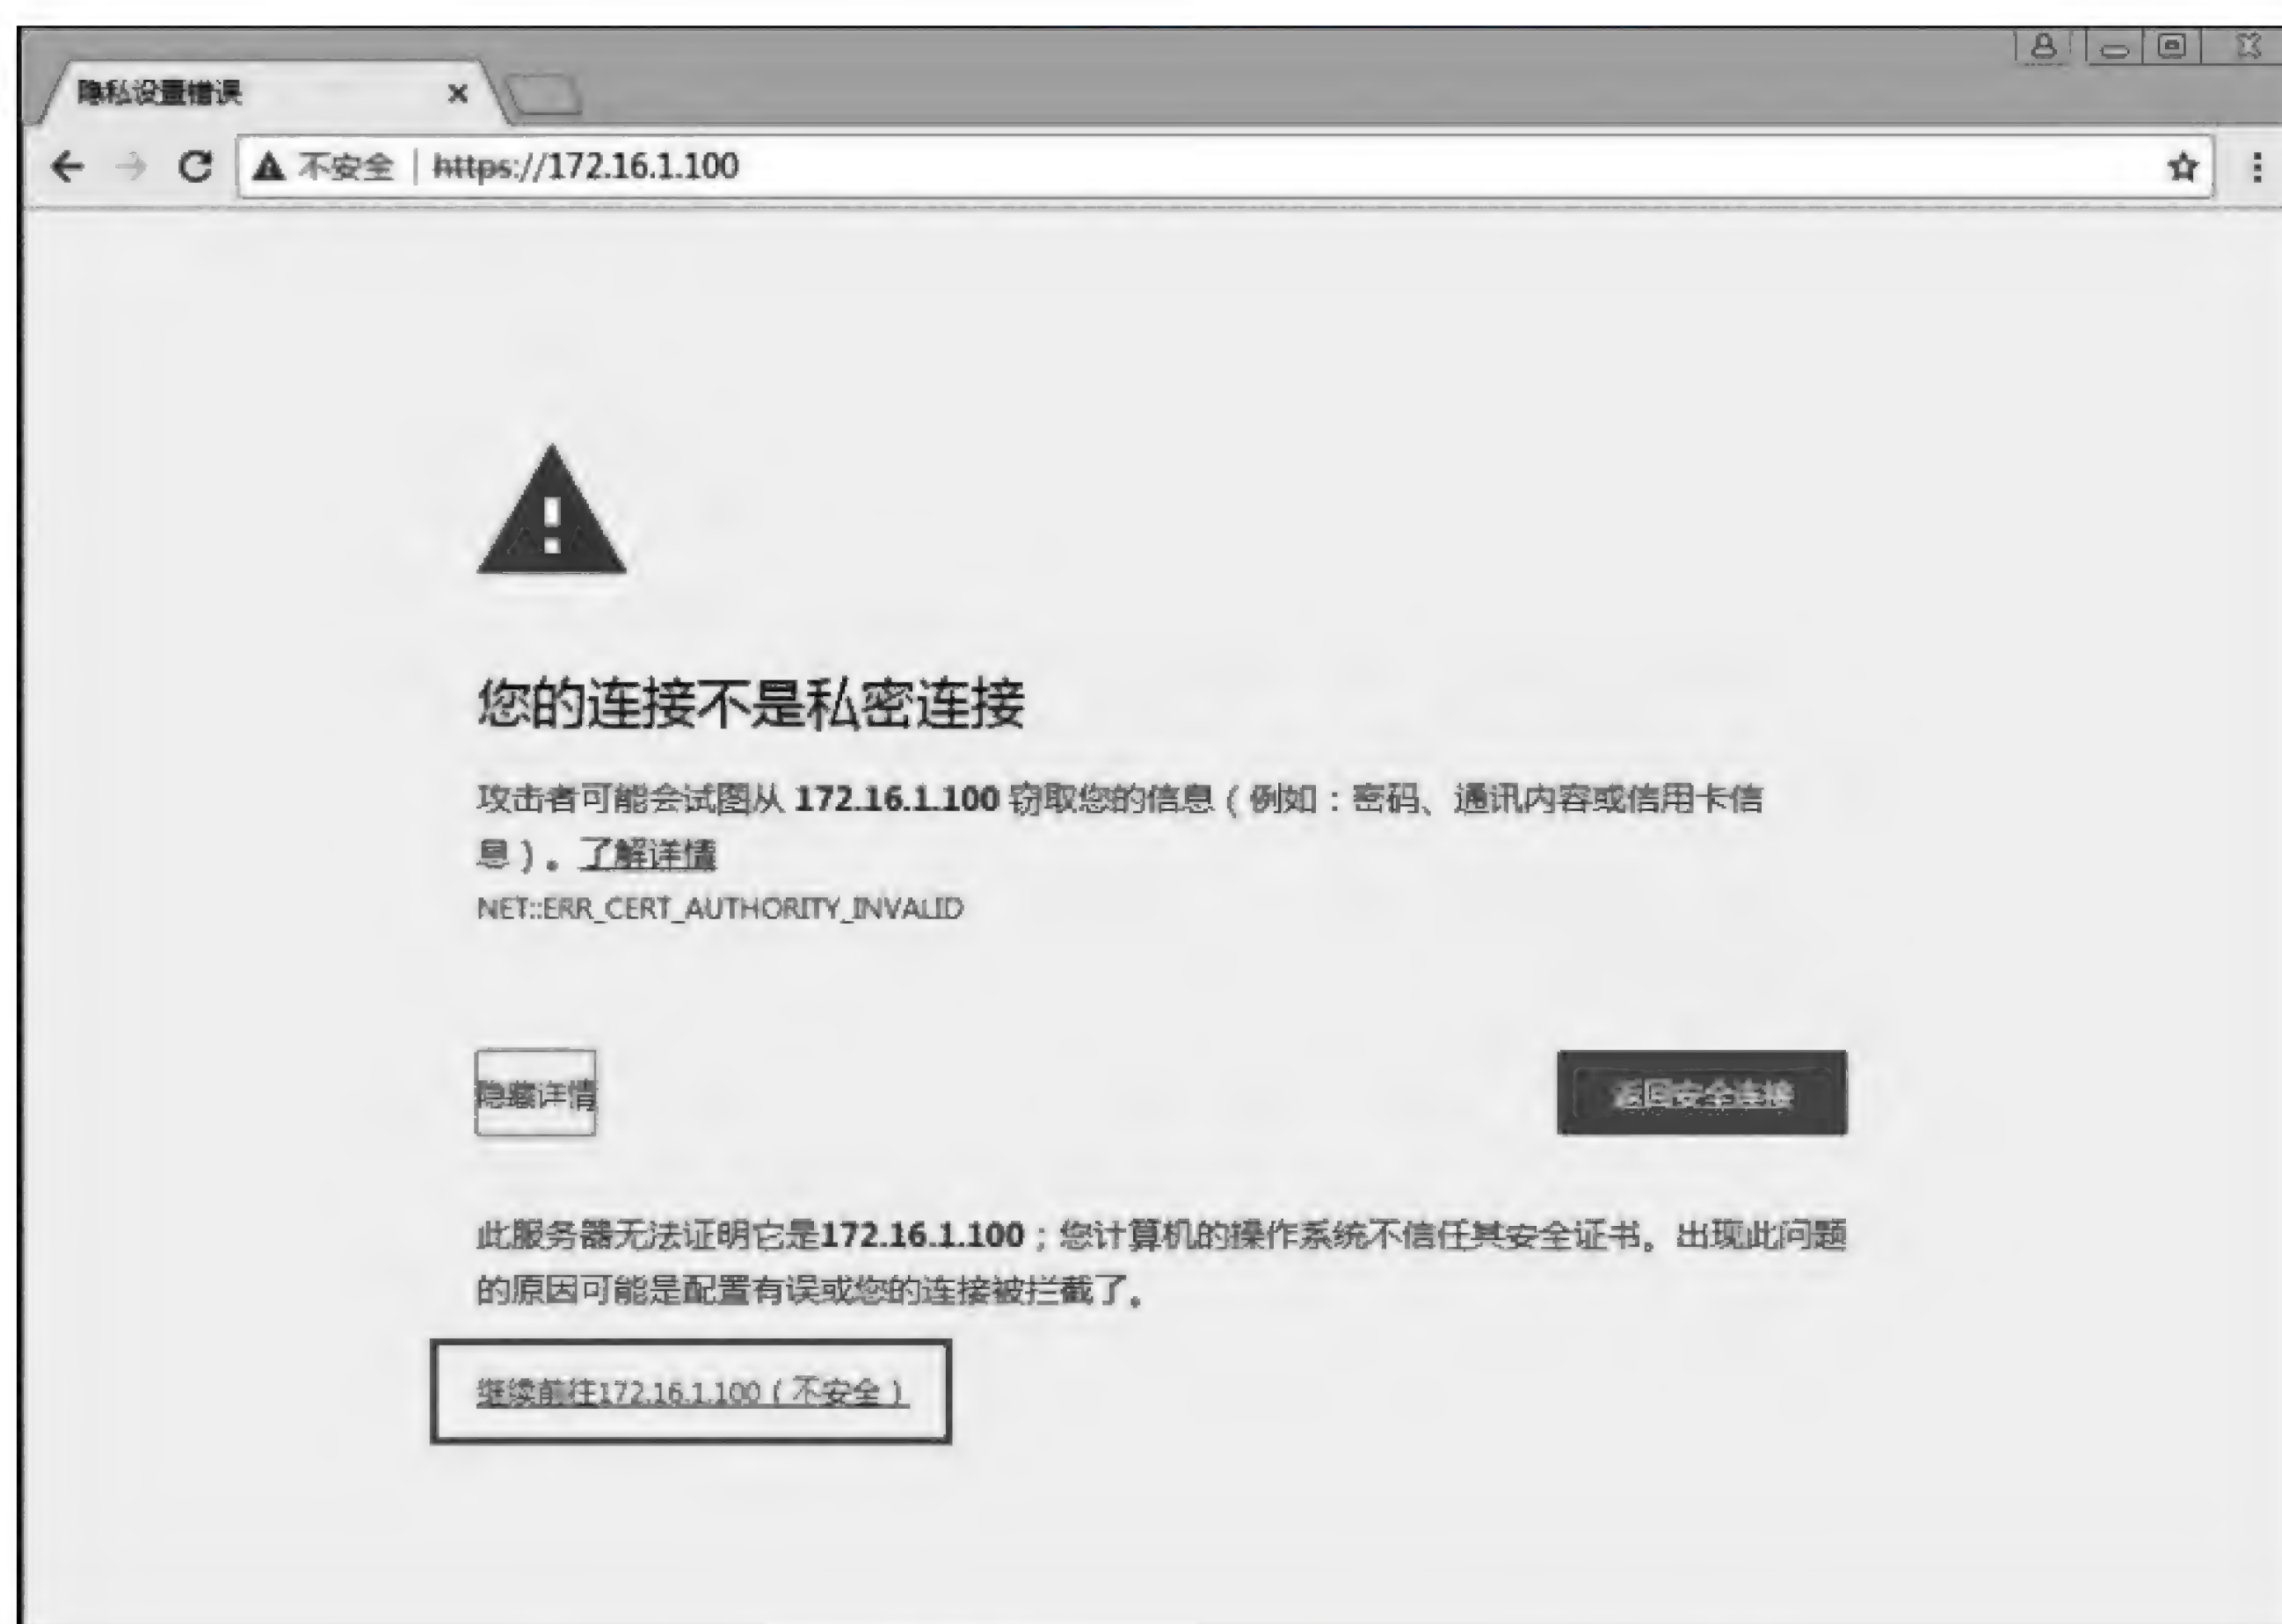 隐私设置错误
不安全 https://172.16.1.100
您的连接不是私密连接
攻击者可能会试图从 172.16.1.100 窃取您的信息（例如：密码、通讯内容或信用卡信
息）。了解详情
NET::ERR_CERT_AUTHORITY_INVALID
隐藏详情
返回安全连接
此服务器无法证明它是172.16.1.100；您计算机的操作系统不信任其安全证书。出现此问题
的原因可能是配置有误或您的连接被拦截了。
继续前往172.16.1.100（不安全）